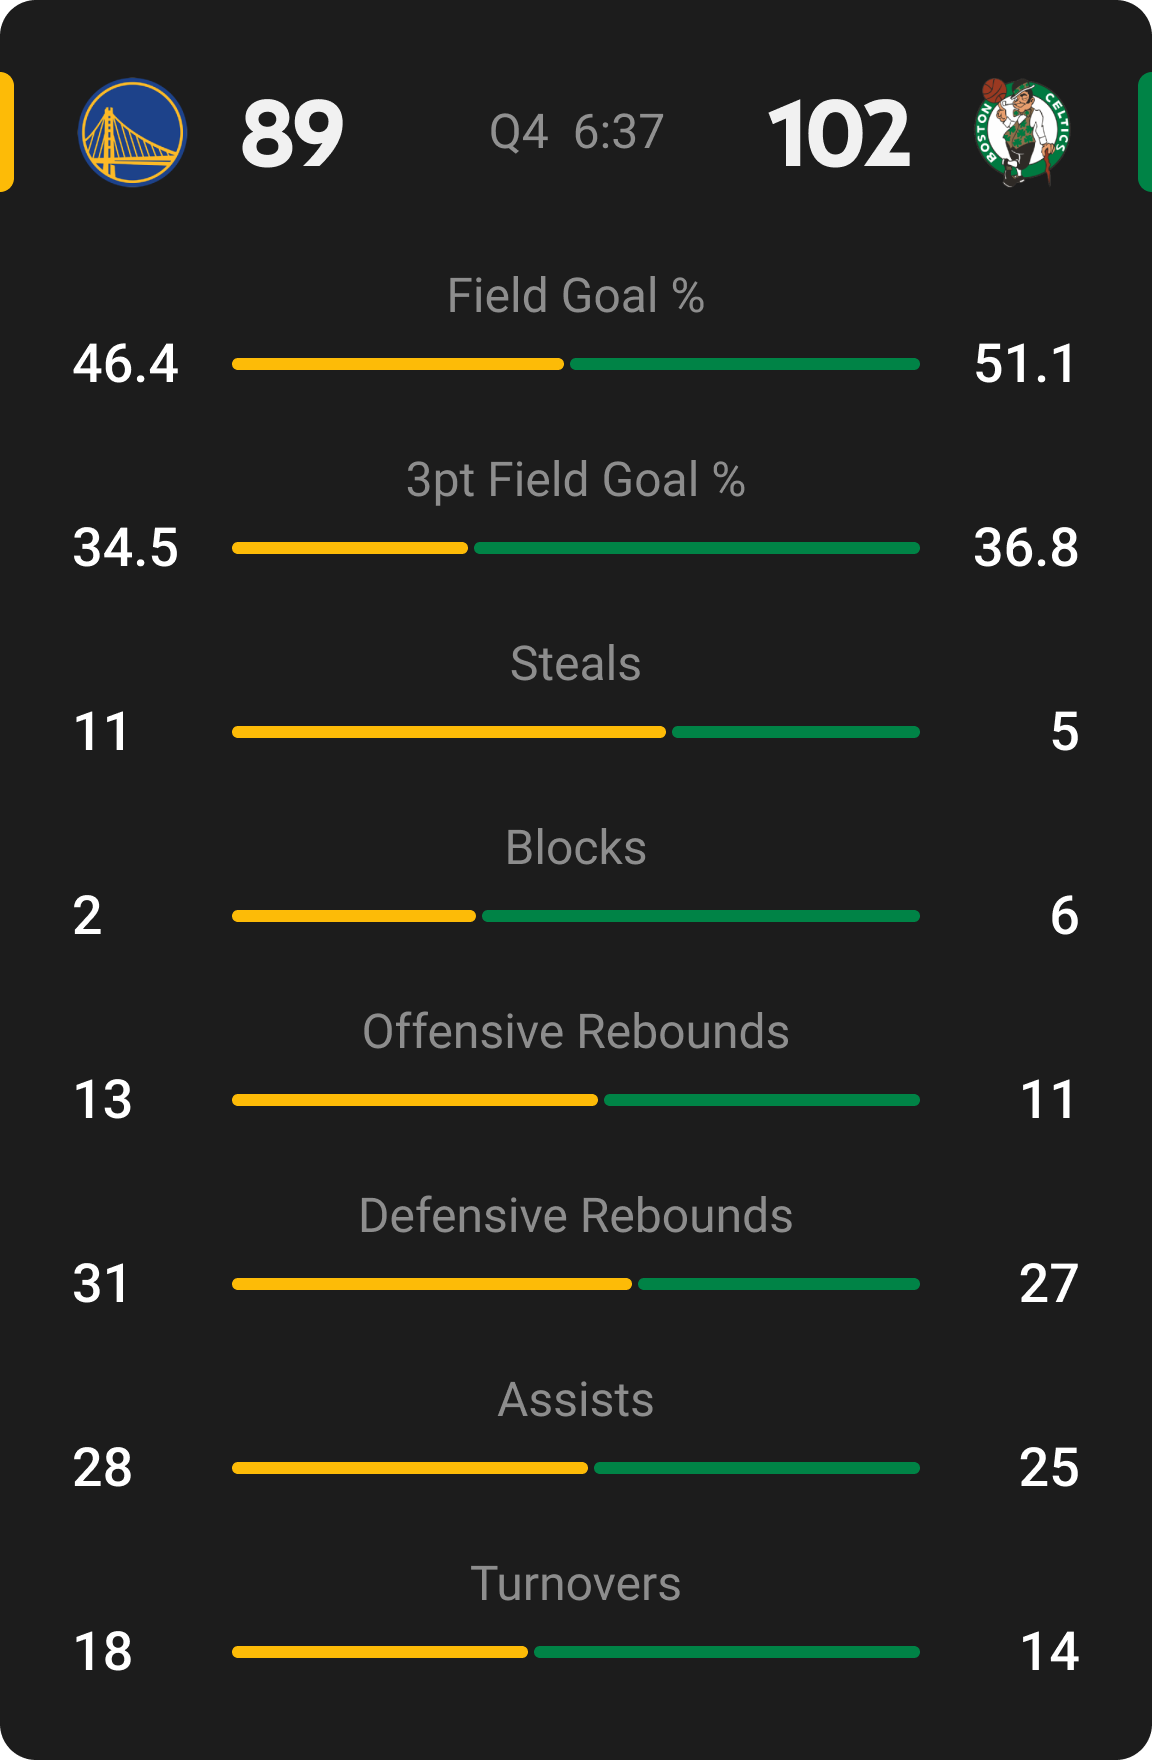 89 Q4 6:37 102
BOSTON CELTICS
Field Goal %
46.4 51.1
3pt Field Goal %
34.5 36.8
Steals
11 5
Blocks
2 6
Offensive Rebounds
13 11
Defensive Rebounds
31 27
Assists
28 25
Turnovers
18 14